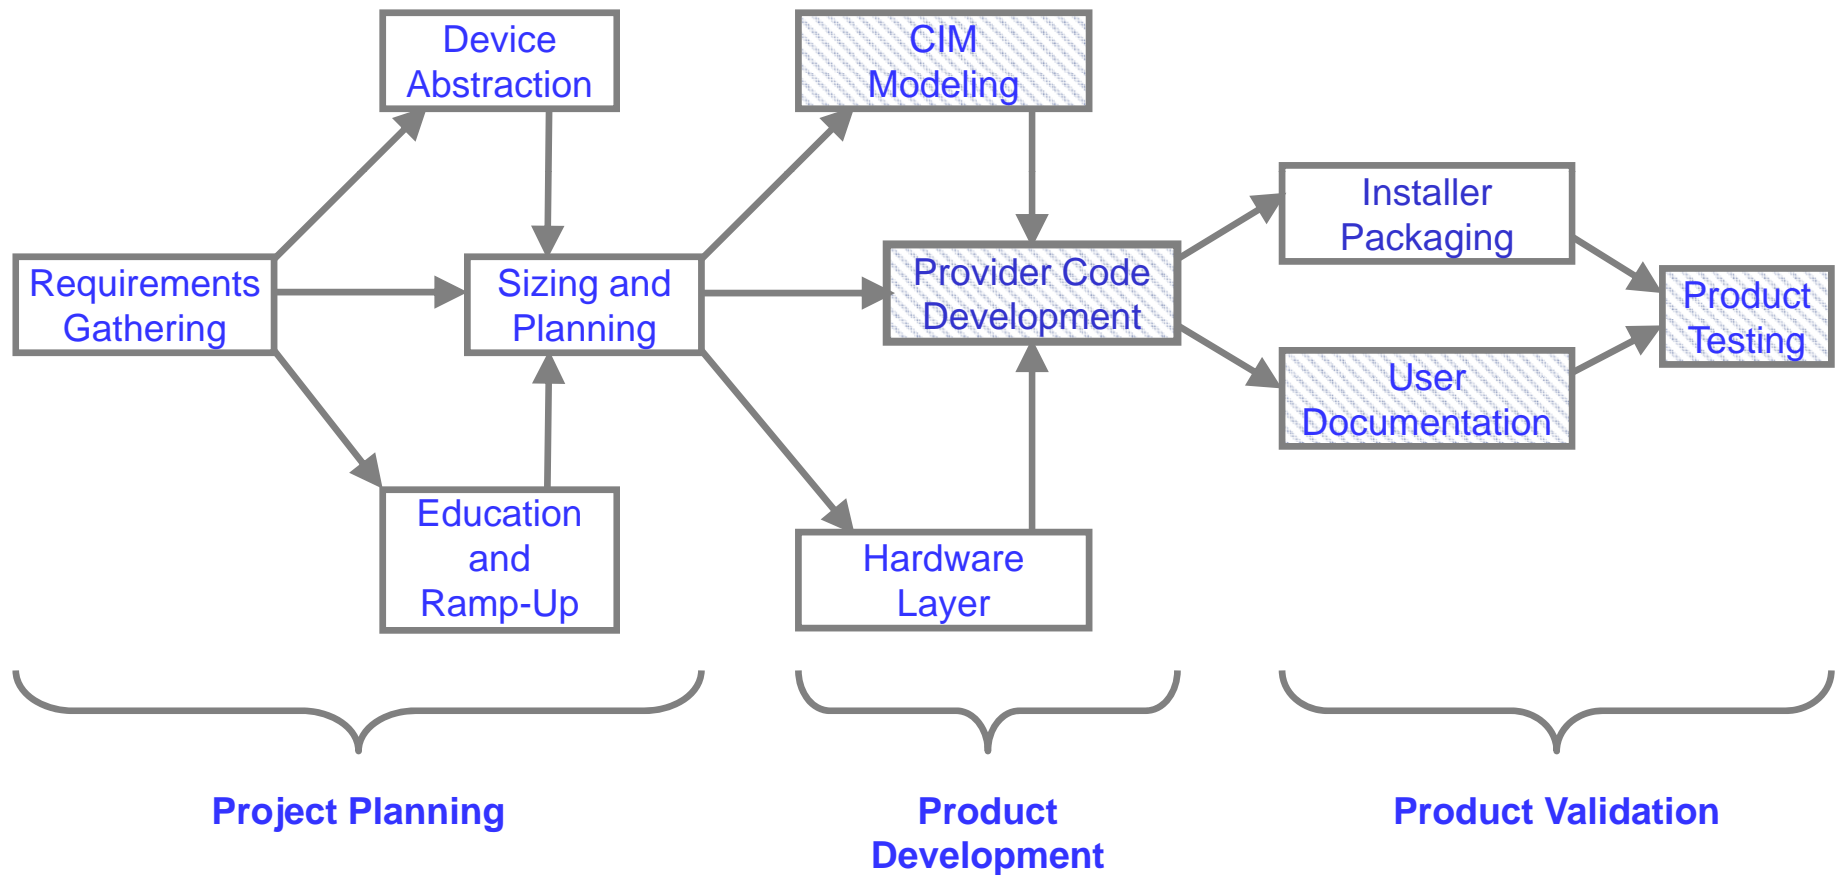 Device
Abstraction
CIM
Modeling
Installer
Packaging
Requirements
Gathering
Sizing and
Planning
Provider Code
Development
Product
Testing
User
Documentation
Education
and
Ramp-Up
Hardware
Layer
Project Planning
Product
Development
Product Validation